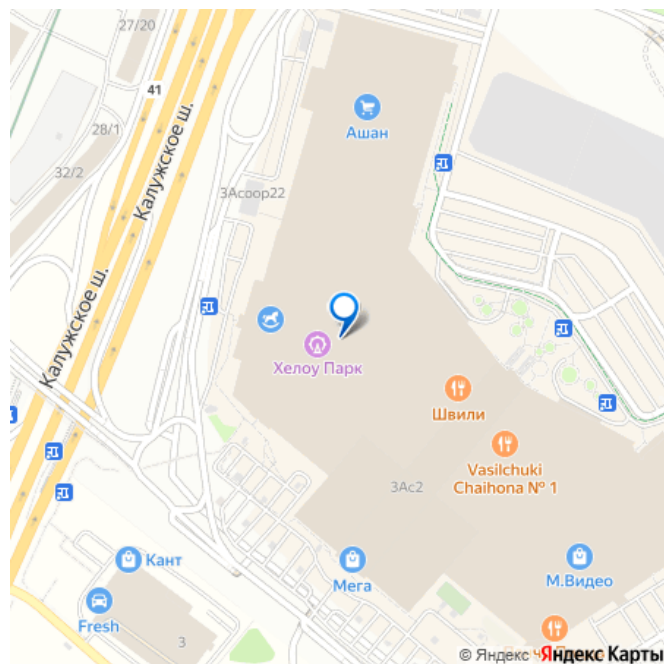 27/20
41
Калужское ш.
28/1
Ашан
32/2
3Асоор22
Калужское ш.
Хелоу Парк
Швили
Vasilchuki
Chaihona № 1
3Ас2
Кант
Мега
М.Видео
Fresh
3
© Яндекс
Яндекс Карты